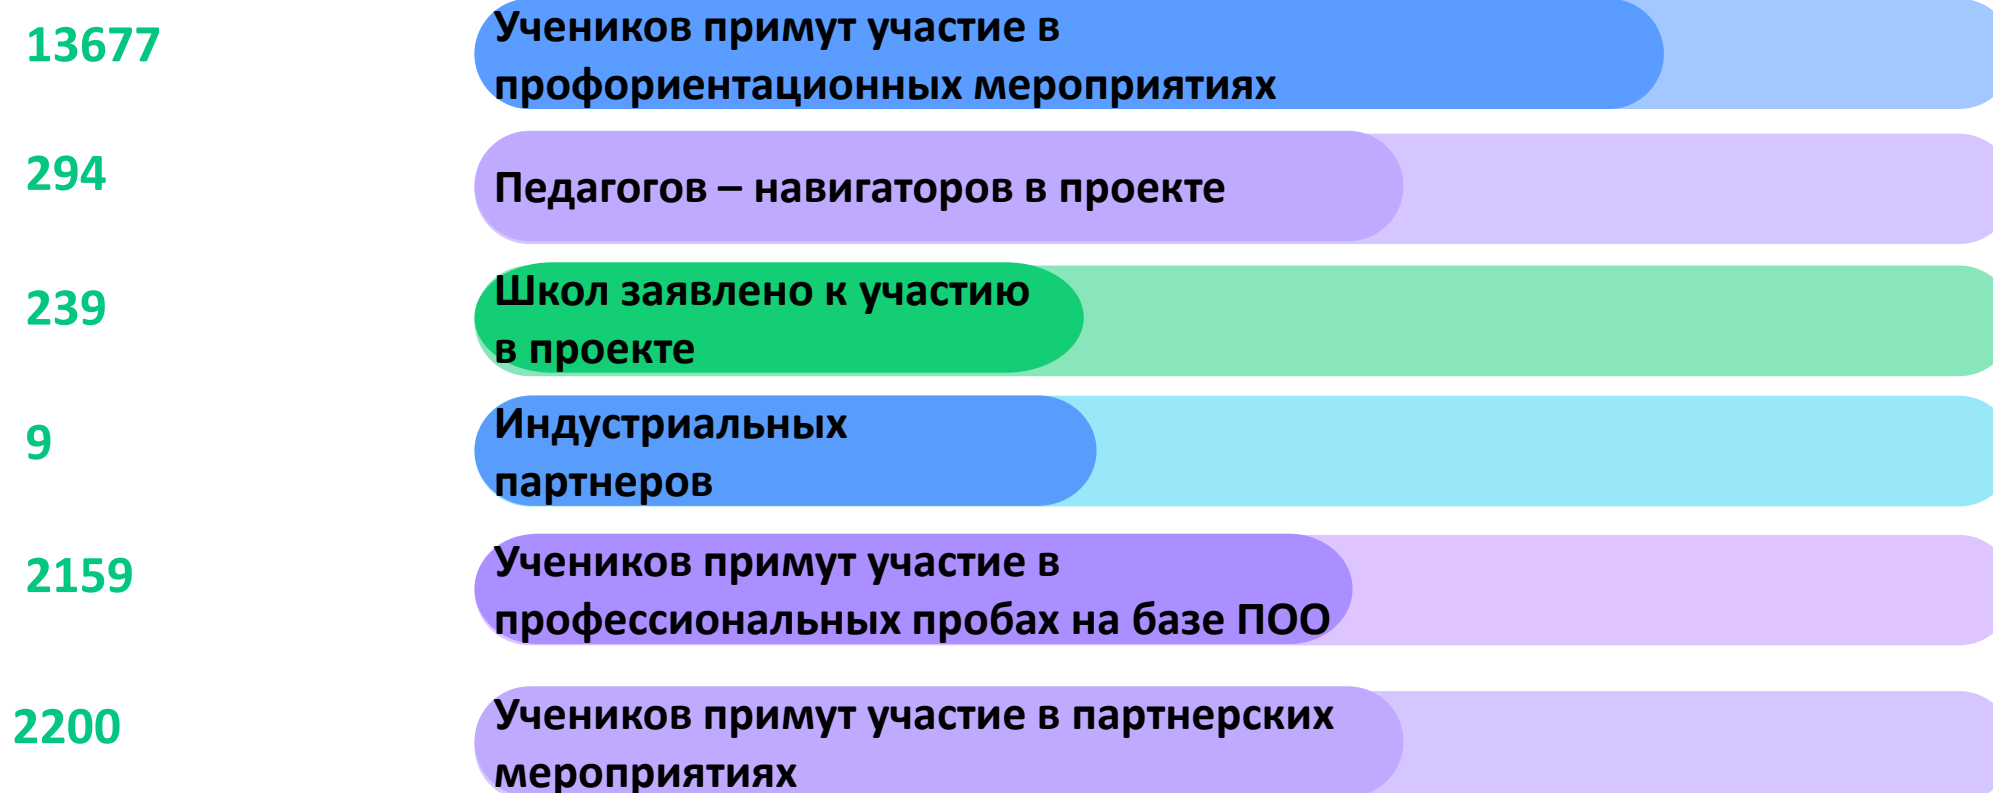 13677
Учеников примут участие в
профориентационных мероприятиях
294
Педагогов – навигаторов в проекте
239
Школ заявлено к участию
в проекте
9
Индустриальных
партнеров
2159
Учеников примут участие в
профессиональных пробах на базе ПОО
2200
Учеников примут участие в партнерских
мероприятиях